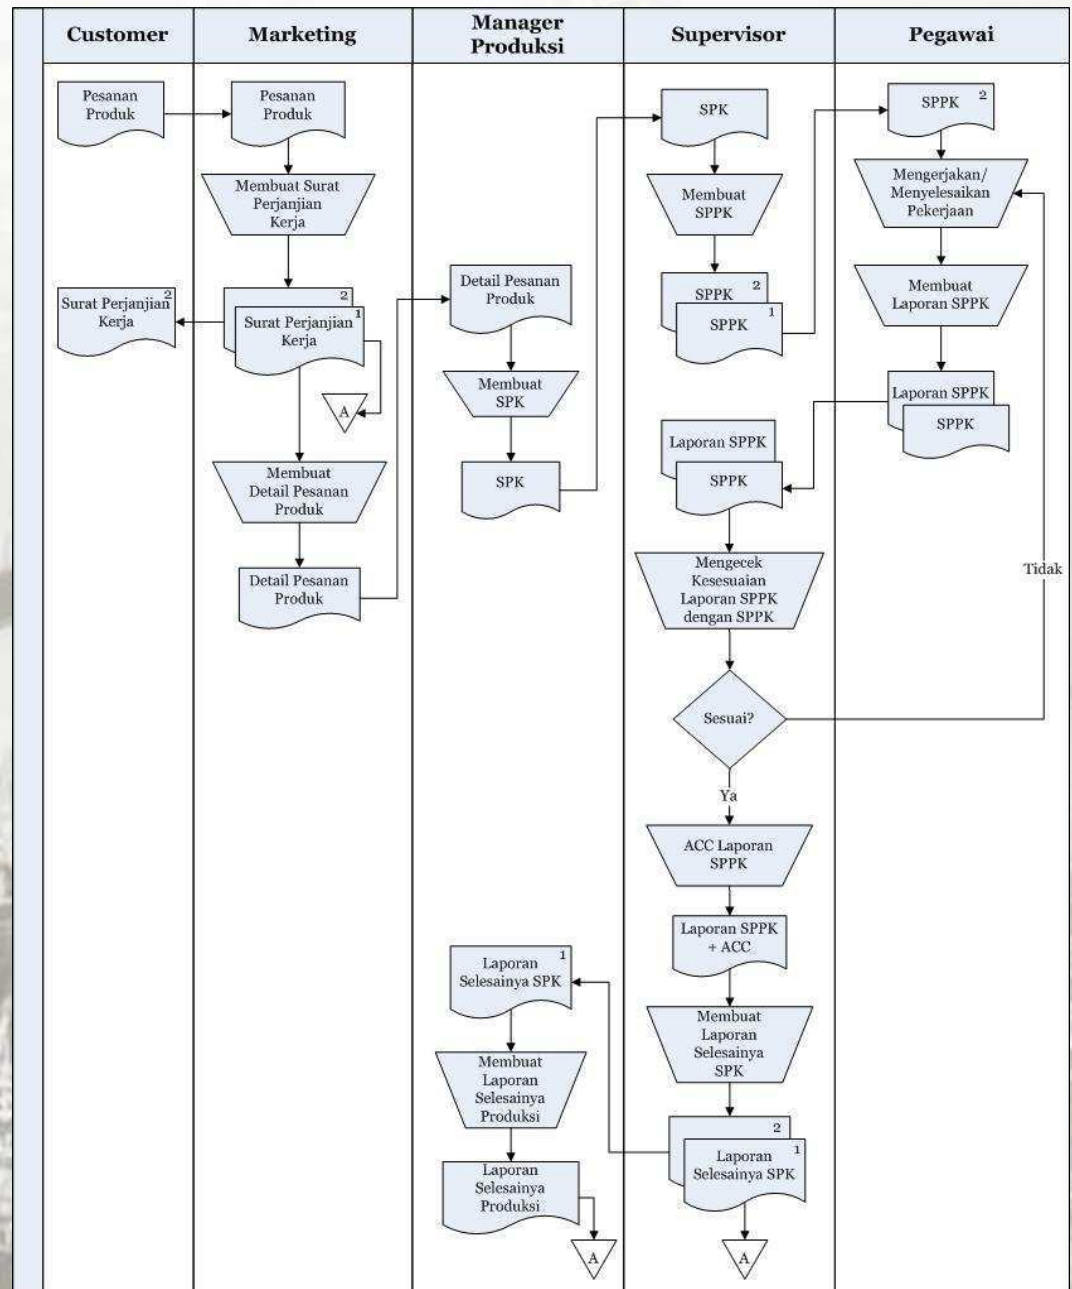 Customer
Marketing
Manager
Produksi
Supervisor
Pegawai
Pesanan
Produk
Pesanan
Produk
Membuat Surat
Perjanjian
Kerja
Surat Perjanjian 2
Kerja
2
Surat Perjanjian 1
Kerja
A
Membuat
Detail Pesanan
Produk
Detail Pesanan
Produk
Detail Pesanan
Produk
Membuat
SPK
SPK
SPK
Membuat
SPPK
2
SPPK
1
SPPK
SPPK 2
Mengerjakan/
Menyelesaikan
Pekerjaan
Membuat
Laporan SPPK
Laporan SPPK
SPPK
Laporan SPPK
SPPK
Mengecek
Kesesuaian
Laporan SPPK
dengan SPPK
Tidak
Sesuai?
Ya
ACC Laporan
SPPK
Laporan SPPK
+ ACC
Membuat
Laporan
Selesainya
SPK
2
Laporan 1
Selesainya SPK
A
Laporan 1
Selesainya SPK
Membuat
Laporan
Selesainya
Produksi
Laporan
Selesainya
Produksi
A